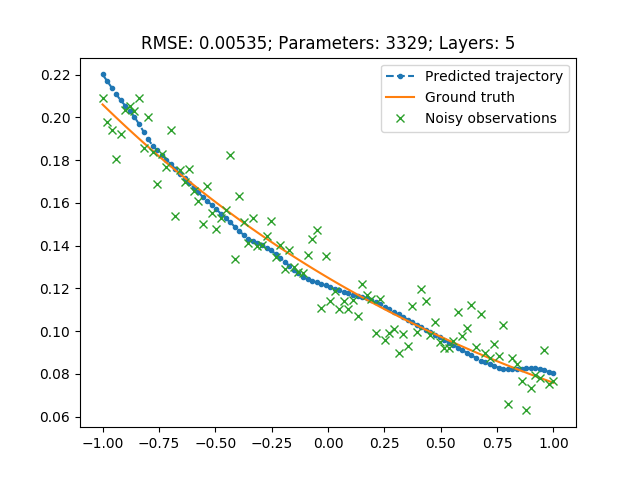 RMSE: 0.00535; Parameters: 3329; Layers: 5
Predicted trajectory
Ground truth
Noisy observations
0.22
0.20
0.18
0.16
0.14
0.12
0.10
0.08
0.06
−1.00 −0.75 −0.50 −0.25 0.00 0.25 0.50 0.75 1.00